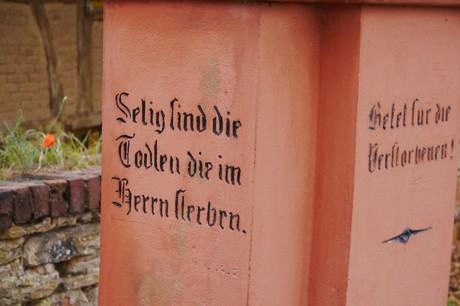 Selig sind die
Todten, die im
Herrn sterben.
Betet für die
Verstorbenen!